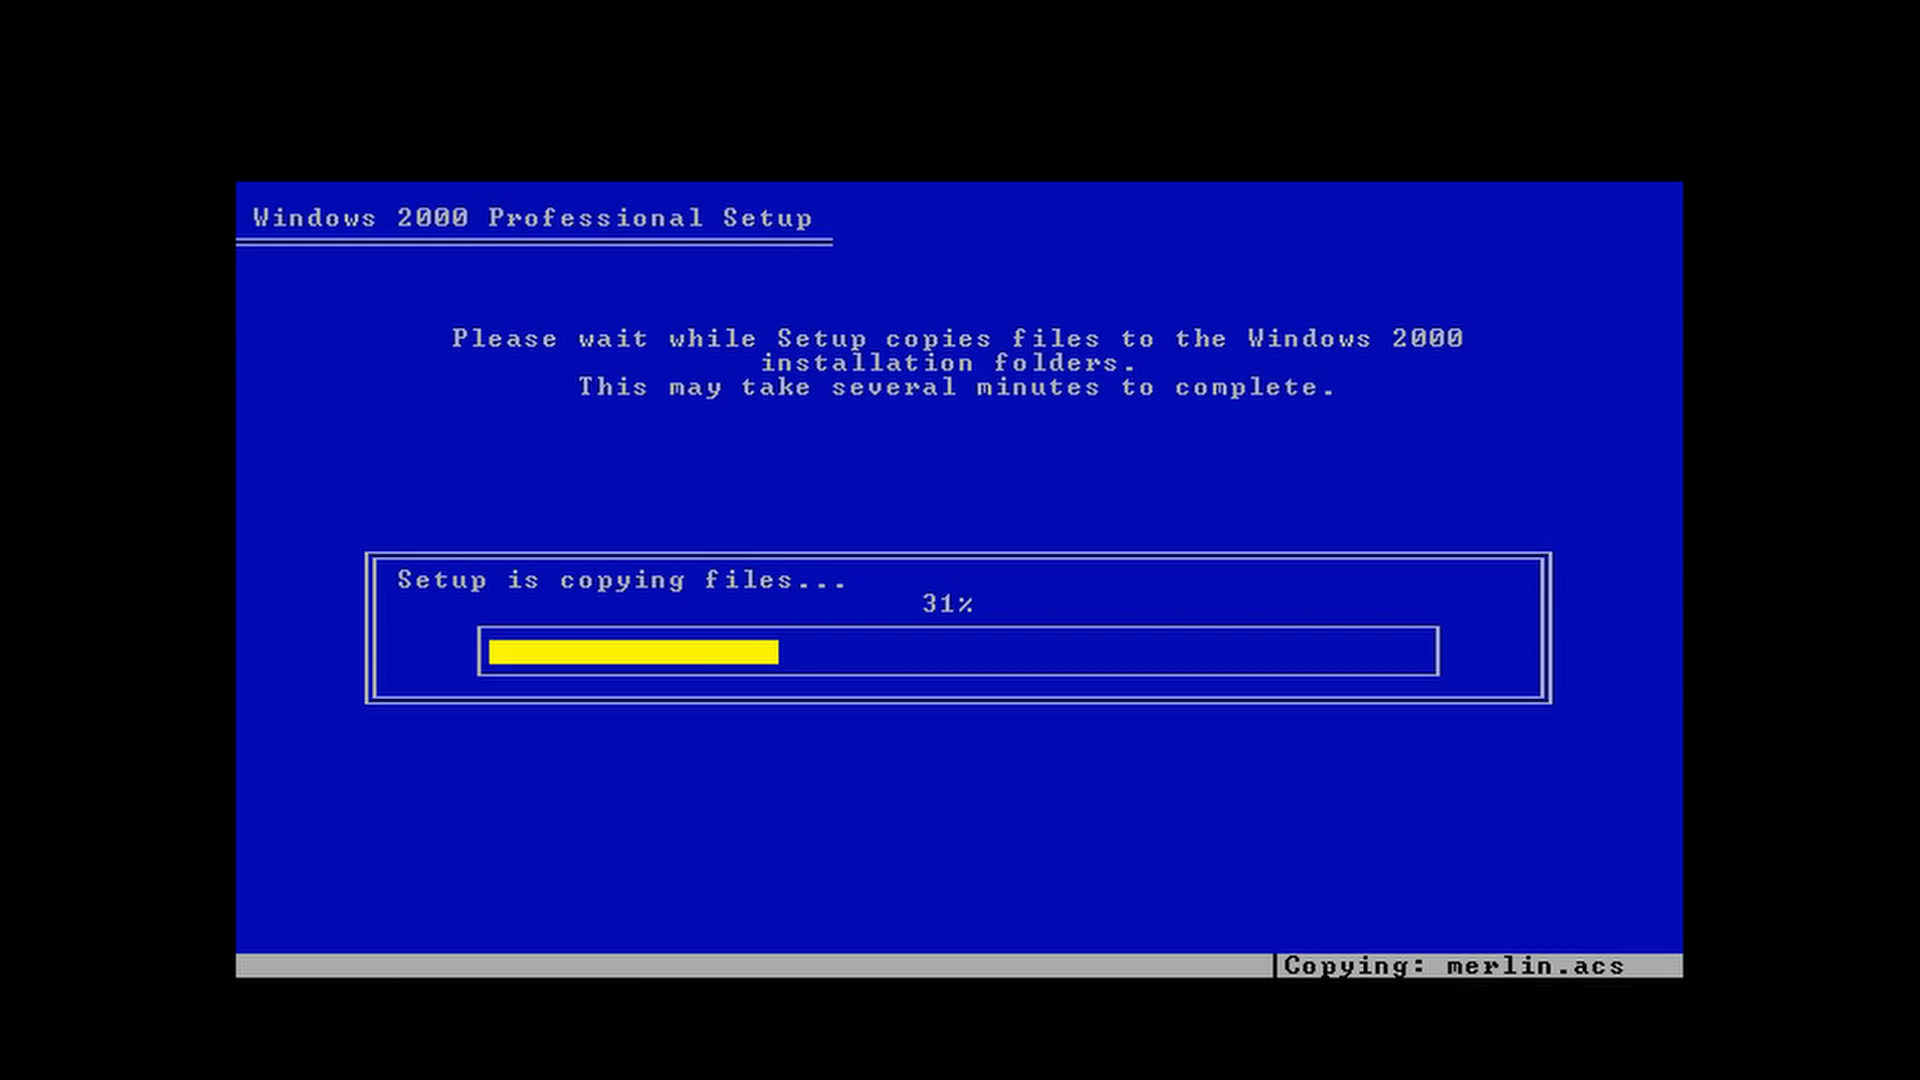 Windows 2000 Professional Setup
Please wait while Setup copies files to the Windows 2000
installation folders.
This may take several minutes to complete.
Setup is copying files...
31%
Copying: merlin.acs